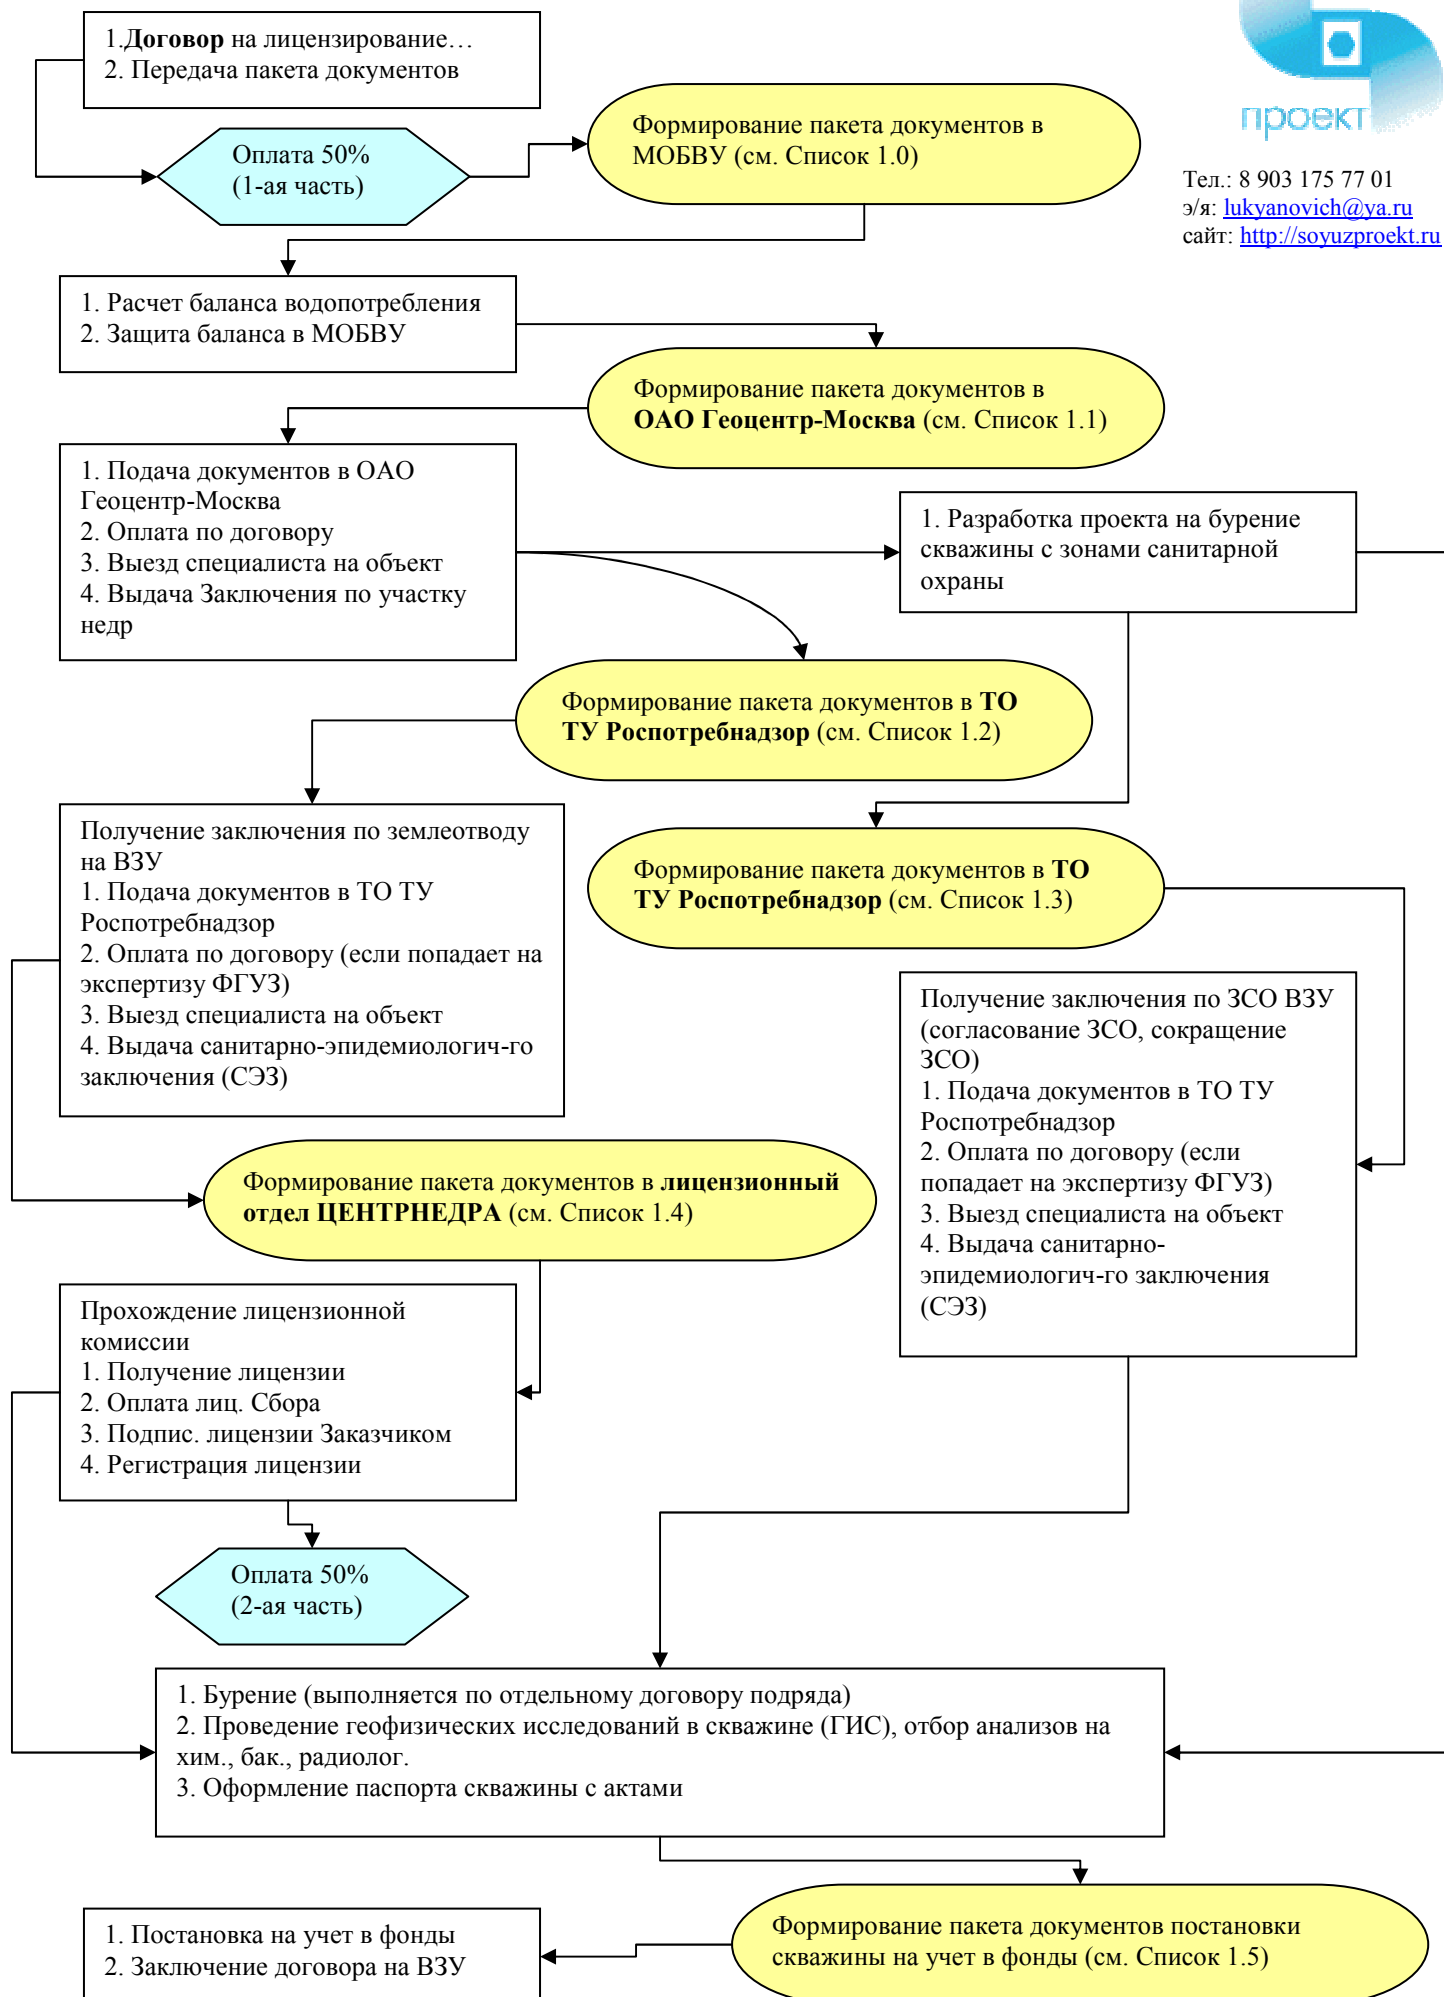 1.Договор на лицензирование…
2. Передача пакета документов
проект
Оплата 50%
(1-ая часть)
Формирование пакета документов в
МОБВУ (см. Список 1.0)
Тел.: 8 903 175 77 01
э/я: lukyanovich@ya.ru
сайт: http://soyuzproekt.ru
1. Расчет баланса водопотребления
2. Защита баланса в МОБВУ
Формирование пакета документов в
ОАО Геоцентр-Москва (см. Список 1.1)
1. Подача документов в ОАО
Геоцентр-Москва
2. Оплата по договору
3. Выезд специалиста на объект
4. Выдача Заключения по участку
недр
1. Разработка проекта на бурение
скважины с зонами санитарной
охраны
Формирование пакета документов в ТО
ТУ Роспотребнадзор (см. Список 1.2)
Получение заключения по землеотводу
на ВЗУ
1. Подача документов в ТО ТУ
Роспотребнадзор
2. Оплата по договору (если попадает на
экспертизу ФГУЗ)
3. Выезд специалиста на объект
4. Выдача санитарно-эпидемиологич-го
заключения (СЭЗ)
Формирование пакета документов в ТО
ТУ Роспотребнадзор (см. Список 1.3)
Получение заключения по ЗСО ВЗУ
(согласование ЗСО, сокращение
ЗСО)
1. Подача документов в ТО ТУ
Роспотребнадзор
2. Оплата по договору (если
попадает на экспертизу ФГУЗ)
3. Выезд специалиста на объект
4. Выдача санитарно-
эпидемиологич-го заключения
(СЭЗ)
Формирование пакета документов в лицензионный
отдел ЦЕНТРНЕДРА (см. Список 1.4)
Прохождение лицензионной
комиссии
1. Получение лицензии
2. Оплата лиц. Сбора
3. Подпис. лицензии Заказчиком
4. Регистрация лицензии
Оплата 50%
(2-ая часть)
1. Бурение (выполняется по отдельному договору подряда)
2. Проведение геофизических исследований в скважине (ГИС), отбор анализов на
хим., бак., радиолог.
3. Оформление паспорта скважины с актами
Формирование пакета документов постановки
скважины на учет в фонды (см. Список 1.5)
1. Постановка на учет в фонды
2. Заключение договора на ВЗУ